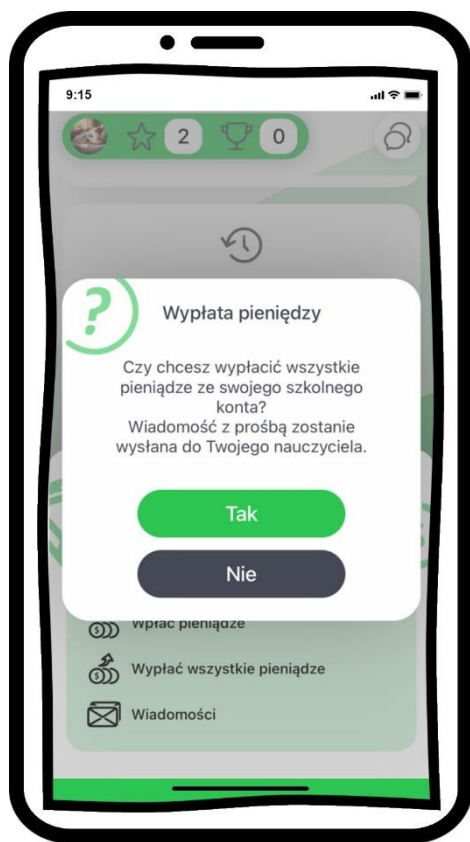 9:15
2
0
?
Wypłata pieniędzy
Czy chcesz wypłacić wszystkie
pieniądze ze swojego szkolnego
konta?
Wiadomość z prośbą zostanie
wysłana do Twojego nauczyciela.
Tak
Nie
Wpłać pieniądze
Wypłać wszystkie pieniądze
Wiadomości